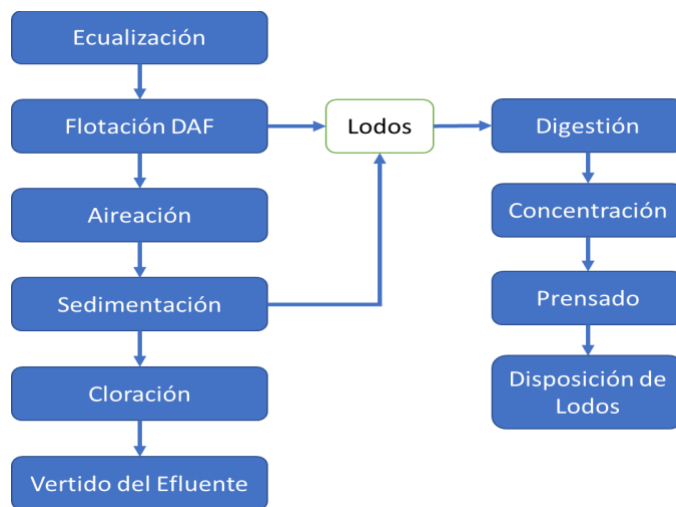 Ecualización
Flotación DAF
Aireación
Sedimentación
Cloración
Vertido del Efluente
Lodos
Digestión
Concentración
Prensado
Disposición de
Lodos